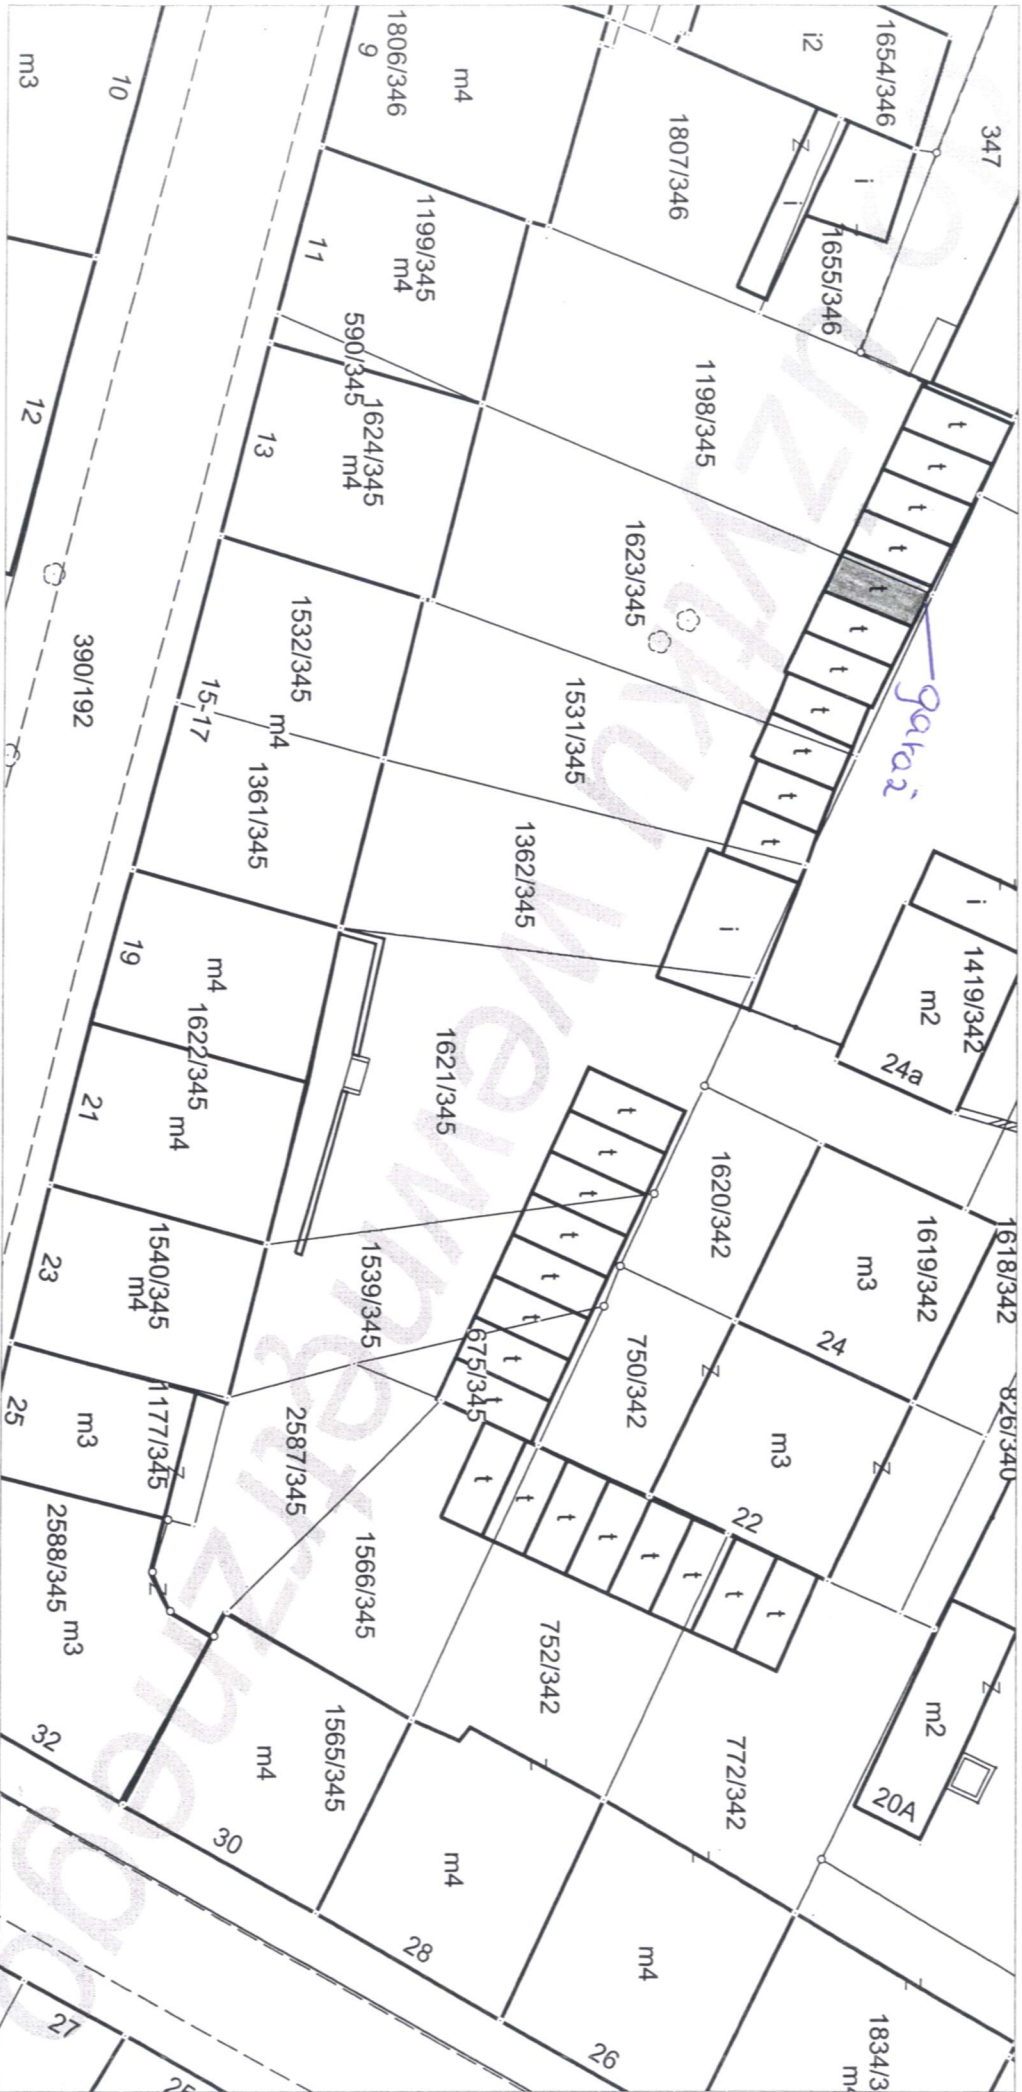 347
1654/346
i2
i
z
i
1655/346
1807/346
1806/346
9
m4
10
m3
1199/345
m4
11
590/345
1624/345
m4
13
12
1198/345
1623/345
t
t
t
t
t
t
t
t
t
t
t
garaż
390/192
1532/345
m4
15-17
1361/345
1531/345
1362/345
i
i
1419/342
m2
24a
19
m4
1622/345
m4
21
1621/345
t
t
t
t
t
t
t
t
1620/342
1619/342
m3
1618/342
24
750/342
z
m3
z
826/340
22
1540/345
m4
23
1539/345
675/345
1177/345
z
m3
25
2587/345
2588/345
m3
z
32
1566/345
t
t
t
t
t
t
t
t
752/342
772/342
z
m2
20A
1565/345
m4
30
m4
28
m4
26
1834/3
27
25
do użytku wewnętrznego